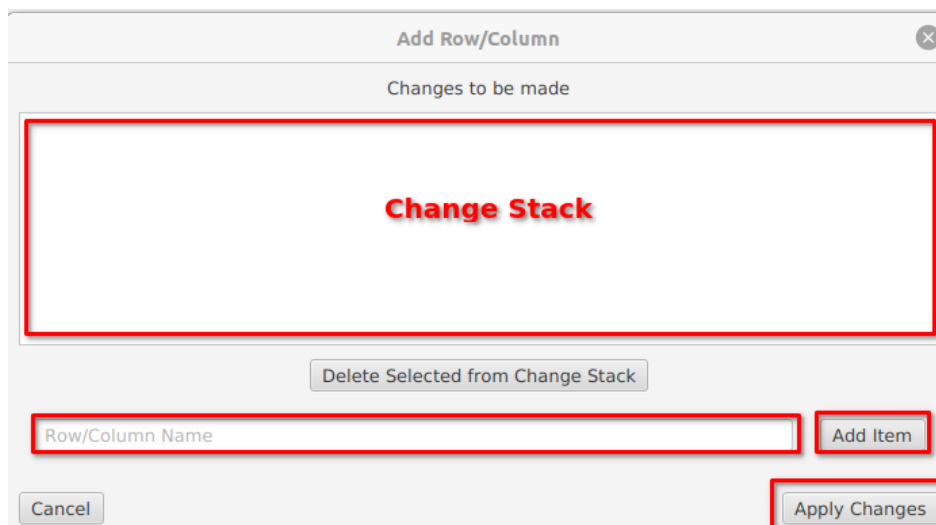 Add Row/Column
Changes to be made
Change Stack
Delete Selected from Change Stack
Row/Column Name
Add Item
Cancel
Apply Changes